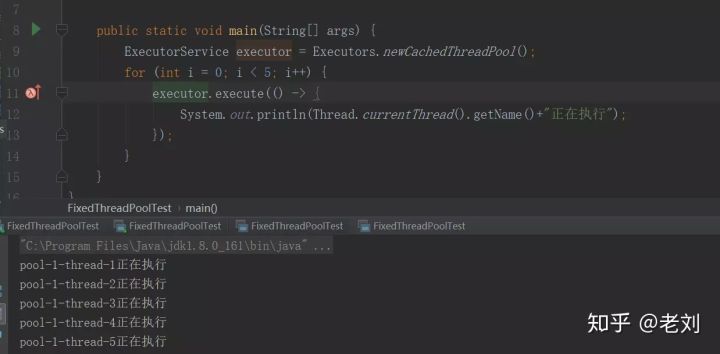 7
8 public static void main(String[] args) {
9 ExecutorService executor = Executors.newCachedThreadPool();
10 for (int i = 0; i < 5; i++) {
11 executor.execute(() -> {
12 System.out.println(Thread.currentThread().getName()+"正在执行");
13 });
14 }
15 }
16 }
FixedThreadPoolTest › main()
FixedThreadPoolTest FixedThreadPoolTest FixedThreadPoolTest FixedThreadPoolTest
"C:\Program Files\Java\jdk1.8.0_161\bin\java" ...
pool-1-thread-1正在执行
pool-1-thread-2正在执行
pool-1-thread-3正在执行
pool-1-thread-4正在执行
pool-1-thread-5正在执行
知乎 @老刘